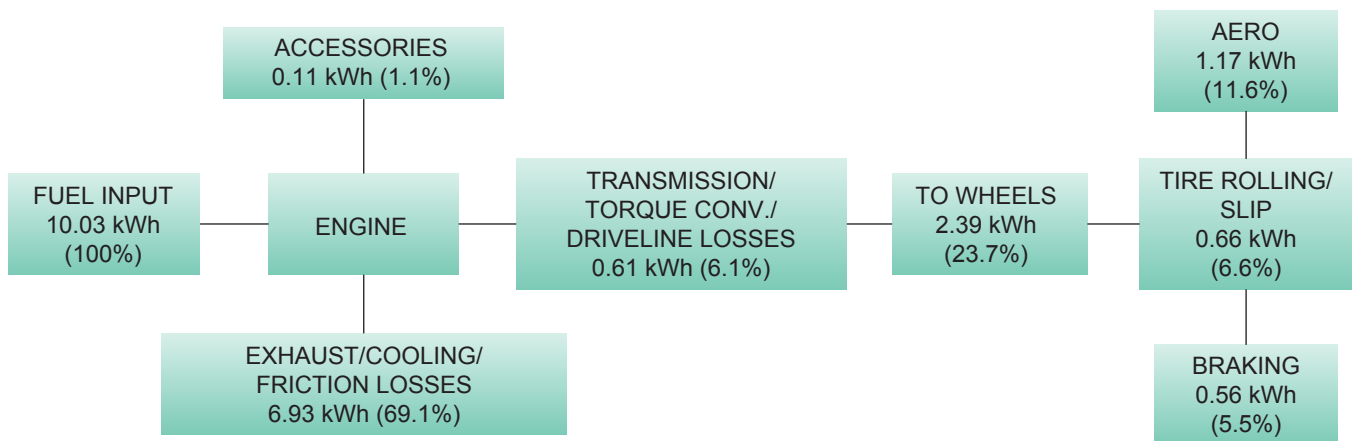 ACCESSORIES
0.11 kWh (1.1%)
AERO
1.17 kWh
(11.6%)
FUEL INPUT
10.03 kWh
(100%)
ENGINE
TRANSMISSION/
TORQUE CONV./
DRIVELINE LOSSES
0.61 kWh (6.1%)
TO WHEELS
2.39 kWh
(23.7%)
TIRE ROLLING/
SLIP
0.66 kWh
(6.6%)
EXHAUST/COOLING/
FRICTION LOSSES
6.93 kWh (69.1%)
BRAKING
0.56 kWh
(5.5%)